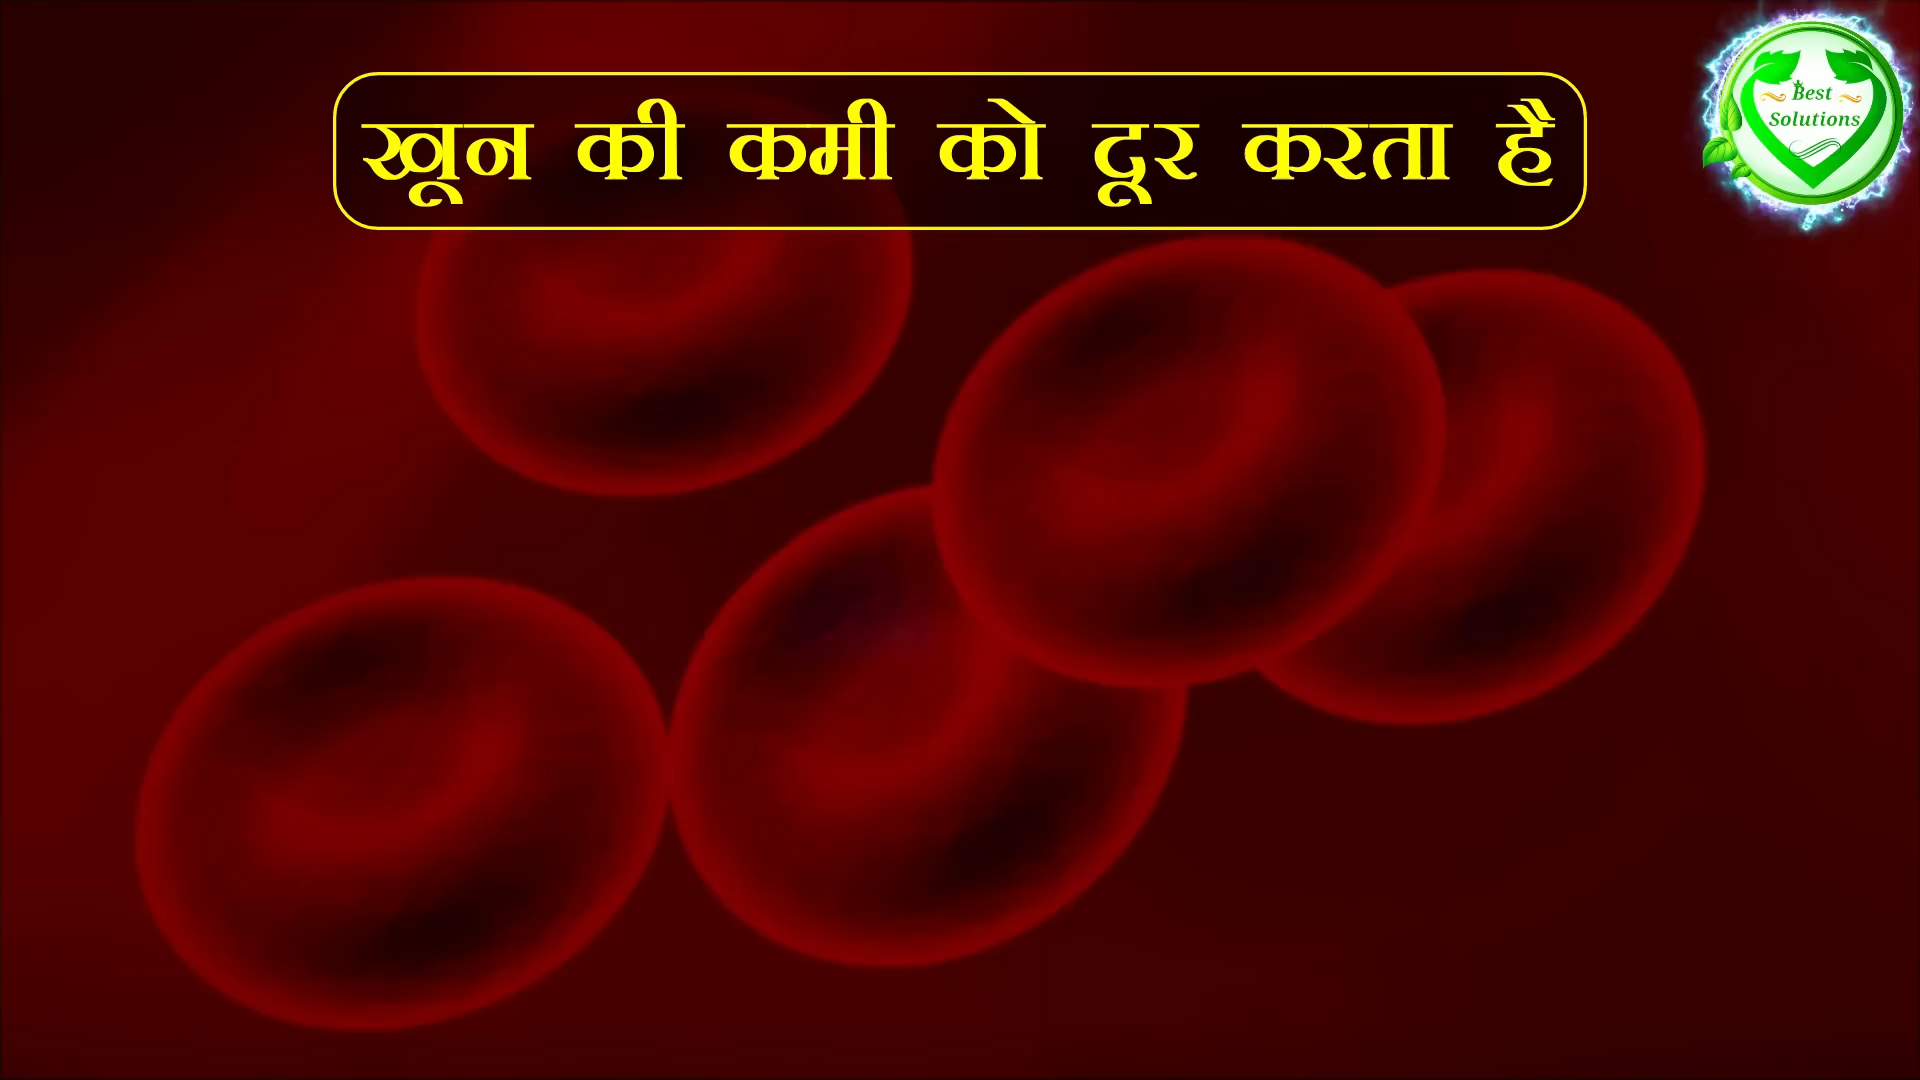 खून की कमी को दूर करता है
Best
Solutions